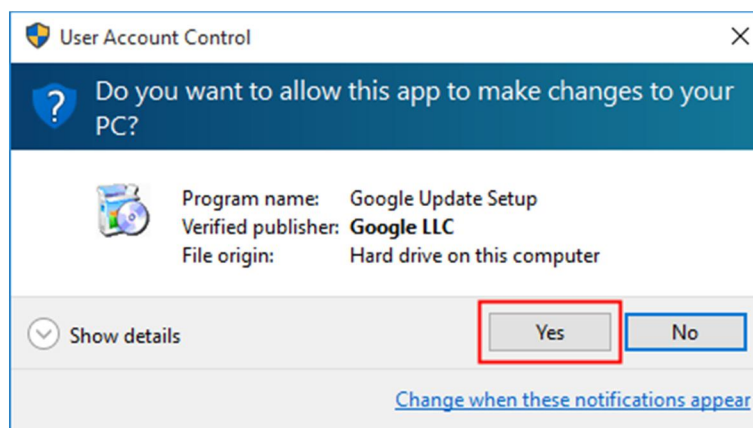 User Account Control
Do you want to allow this app to make changes to your
PC?
Program name: Google Update Setup
Verified publisher: Google LLC
File origin: Hard drive on this computer
Show details
Yes
No
Change when these notifications appear